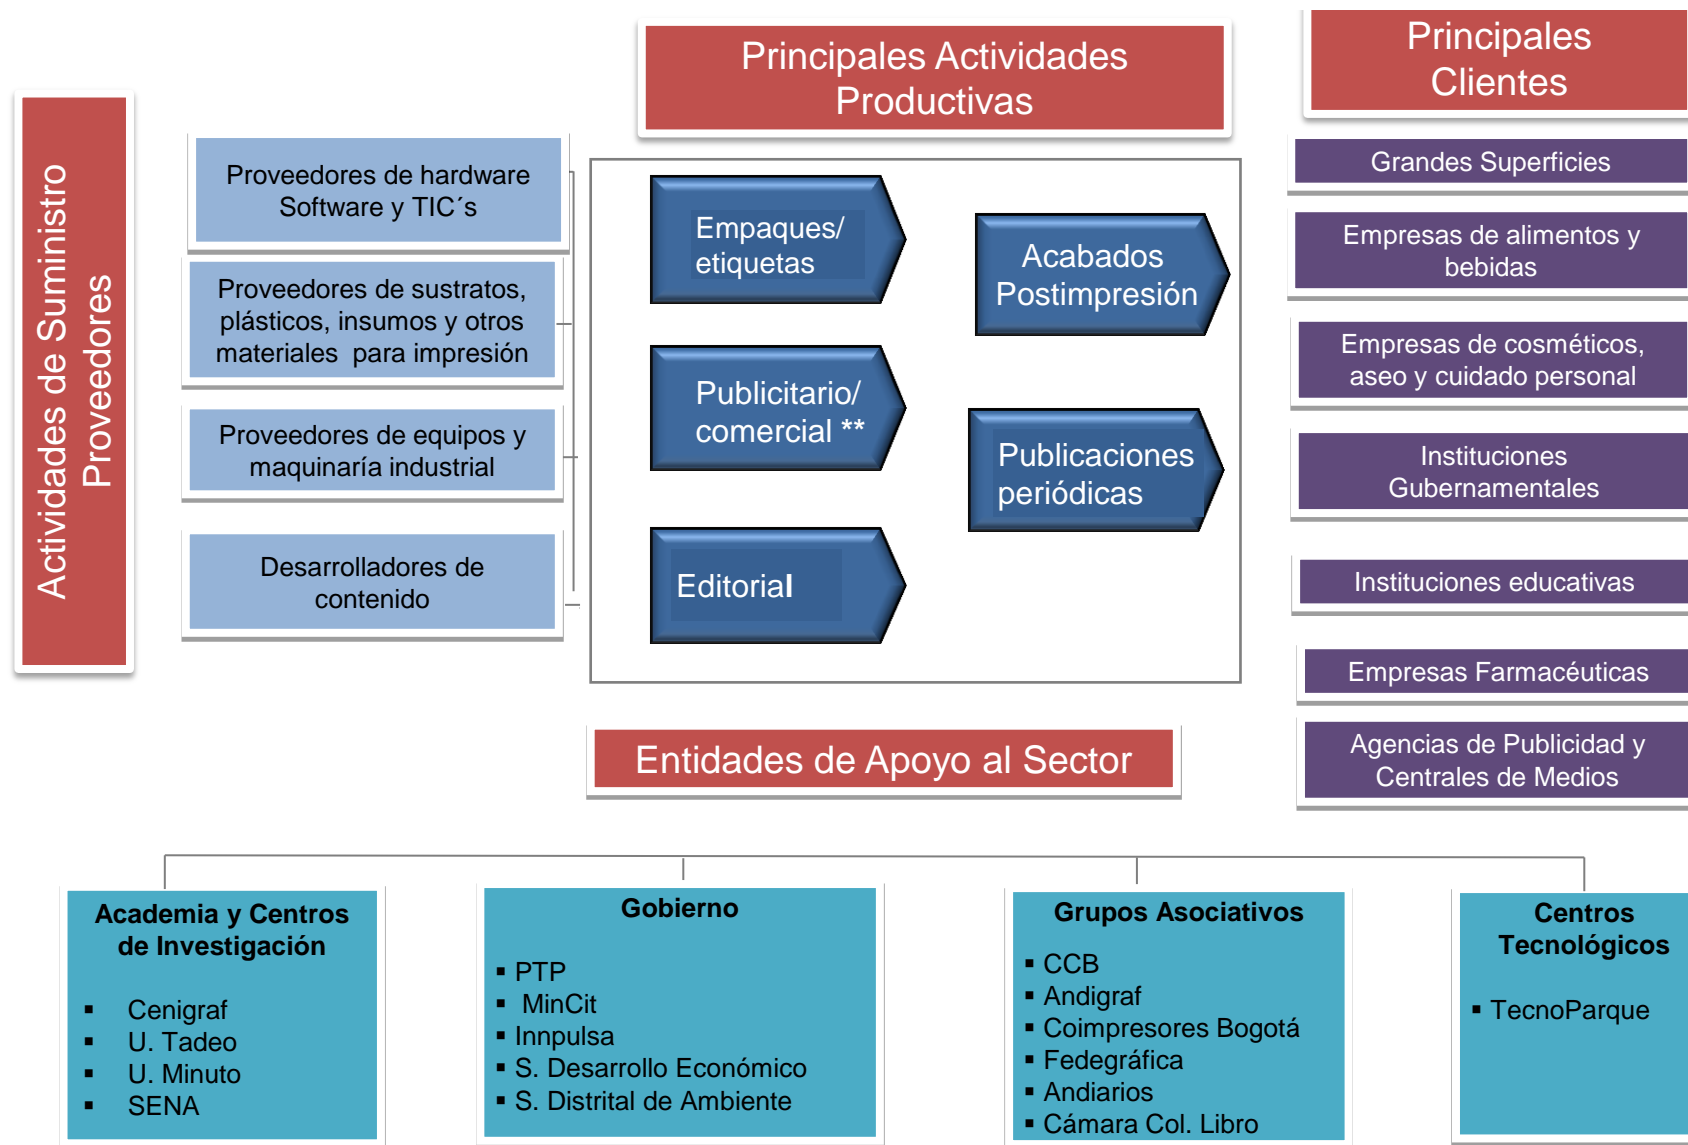 Actividades de Suministro
Proveedores
Proveedores de hardware
Software y TIC´s
Proveedores de sustratos,
plásticos, insumos y otros
materiales para impresión
Proveedores de equipos y
maquinaría industrial
Desarrolladores de
contenido
Principales Actividades
Productivas
Empaques/
etiquetas
Publicitario/
comercial **
Editorial
Acabados
Postimpresión
Publicaciones
periódicas
Principales
Clientes
Grandes Superficies
Empresas de alimentos y
bebidas
Empresas de cosméticos,
aseo y cuidado personal
Instituciones
Gubernamentales
Instituciones educativas
Empresas Farmacéuticas
Agencias de Publicidad y
Centrales de Medios
Entidades de Apoyo al Sector
Academia y Centros
de Investigación
▪ Cenigraf
▪ U. Tadeo
▪ U. Minuto
▪ SENA
Gobierno
▪ PTP
▪ MinCit
▪ Innpulsa
▪ S. Desarrollo Económico
▪ S. Distrital de Ambiente
Grupos Asociativos
▪ CCB
▪ Andigraf
▪ Coimpresores Bogotá
▪ Fedegráfica
▪ Andiarios
▪ Cámara Col. Libro
Centros
Tecnológicos
▪ TecnoParque